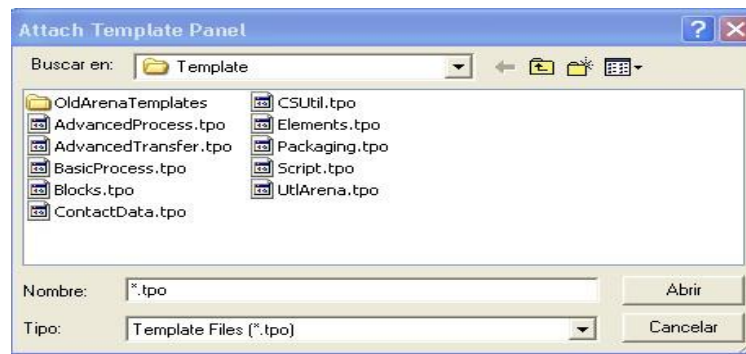 Attach Template Panel
Buscar en: Template
OldArenaTemplates
AdvancedProcess.tpo
AdvancedTransfer.tpo
BasicProcess.tpo
Blocks.tpo
ContactData.tpo
CSUtil.tpo
Elements.tpo
Packaging.tpo
Script.tpo
UtlArena.tpo
Nombre: *.tpo Abrir
Tipo: Template Files (*.tpo) Cancelar